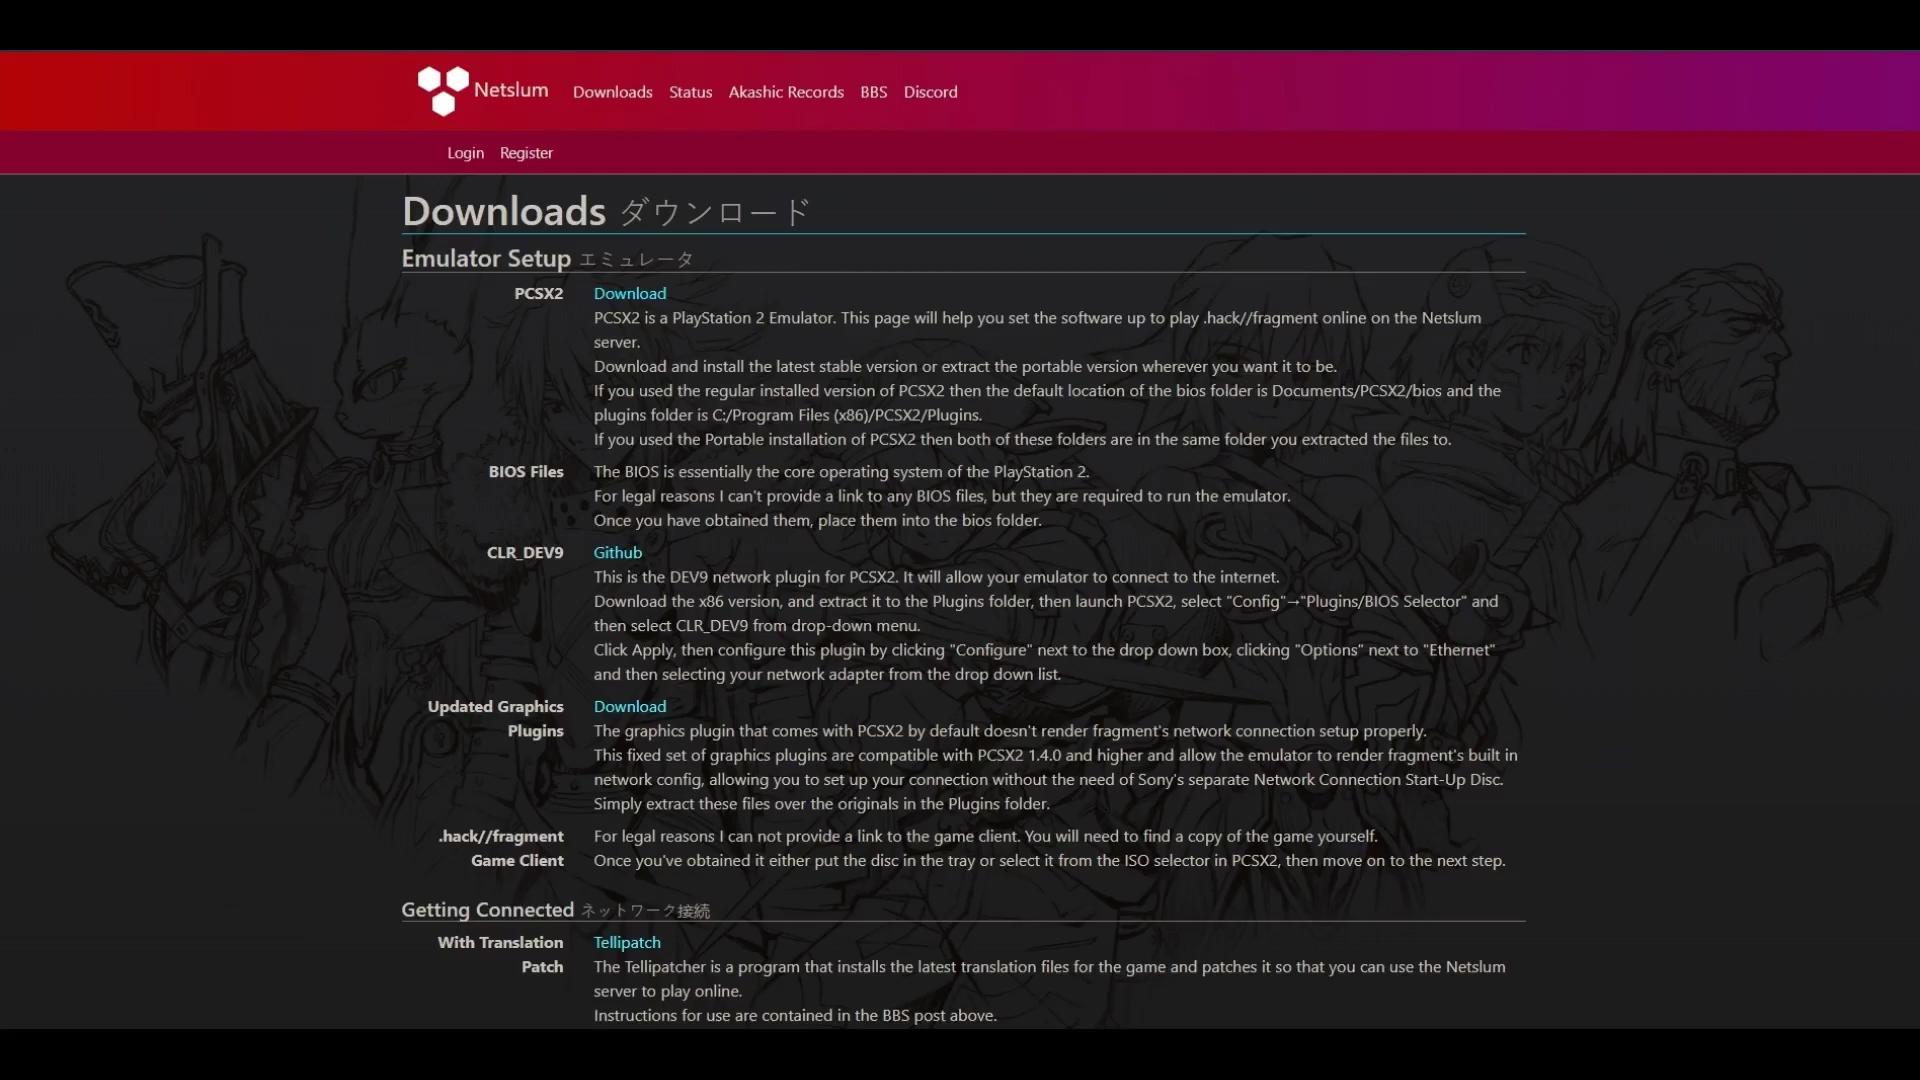 Netslum Downloads Status Akashic Records BBS Discord
Login Register
Downloads ダウンロード
Emulator Setup エミュレータ
PCSX2 Download
PCSX2 is a PlayStation 2 Emulator. This page will help you set the software up to play .hack//fragment online on the Netslum
server.
Download and install the latest stable version or extract the portable version wherever you want it to be.
If you used the regular installed version of PCSX2 then the default location of the bios folder is Documents/PCSX2/bios and the
plugins folder is C:/Program Files (x86)/PCSX2/Plugins.
If you used the Portable installation of PCSX2 then both of these folders are in the same folder you extracted the files to.
BIOS Files The BIOS is essentially the core operating system of the PlayStation 2.
For legal reasons I can't provide a link to any BIOS files, but they are required to run the emulator.
Once you have obtained them, place them into the bios folder.
CLR_DEV9 Github
This is the DEV9 network plugin for PCSX2. It will allow your emulator to connect to the internet.
Download the x86 version, and extract it to the Plugins folder, then launch PCSX2, select "Config"→"Plugins/BIOS Selector" and
then select CLR_DEV9 from drop-down menu.
Click Apply, then configure this plugin by clicking "Configure" next to the drop down box, clicking "Options" next to "Ethernet"
and then selecting your network adapter from the drop down list.
Updated Graphics Download
Plugins The graphics plugin that comes with PCSX2 by default doesn't render fragment's network connection setup properly.
This fixed set of graphics plugins are compatible with PCSX2 1.4.0 and higher and allow the emulator to render fragment's built in
network config, allowing you to set up your connection without the need of Sony's separate Network Connection Start-Up Disc.
Simply extract these files over the originals in the Plugins folder.
.hack//fragment For legal reasons I can not provide a link to the game client. You will need to find a copy of the game yourself.
Game Client Once you've obtained it either put the disc in the tray or select it from the ISO selector in PCSX2, then move on to the next step.
Getting Connected ネットワーク接続
With Translation Tellipatch
Patch The Tellipatcher is a program that installs the latest translation files for the game and patches it so that you can use the Netslum
server to play online.
Instructions for use are contained in the BBS post above.